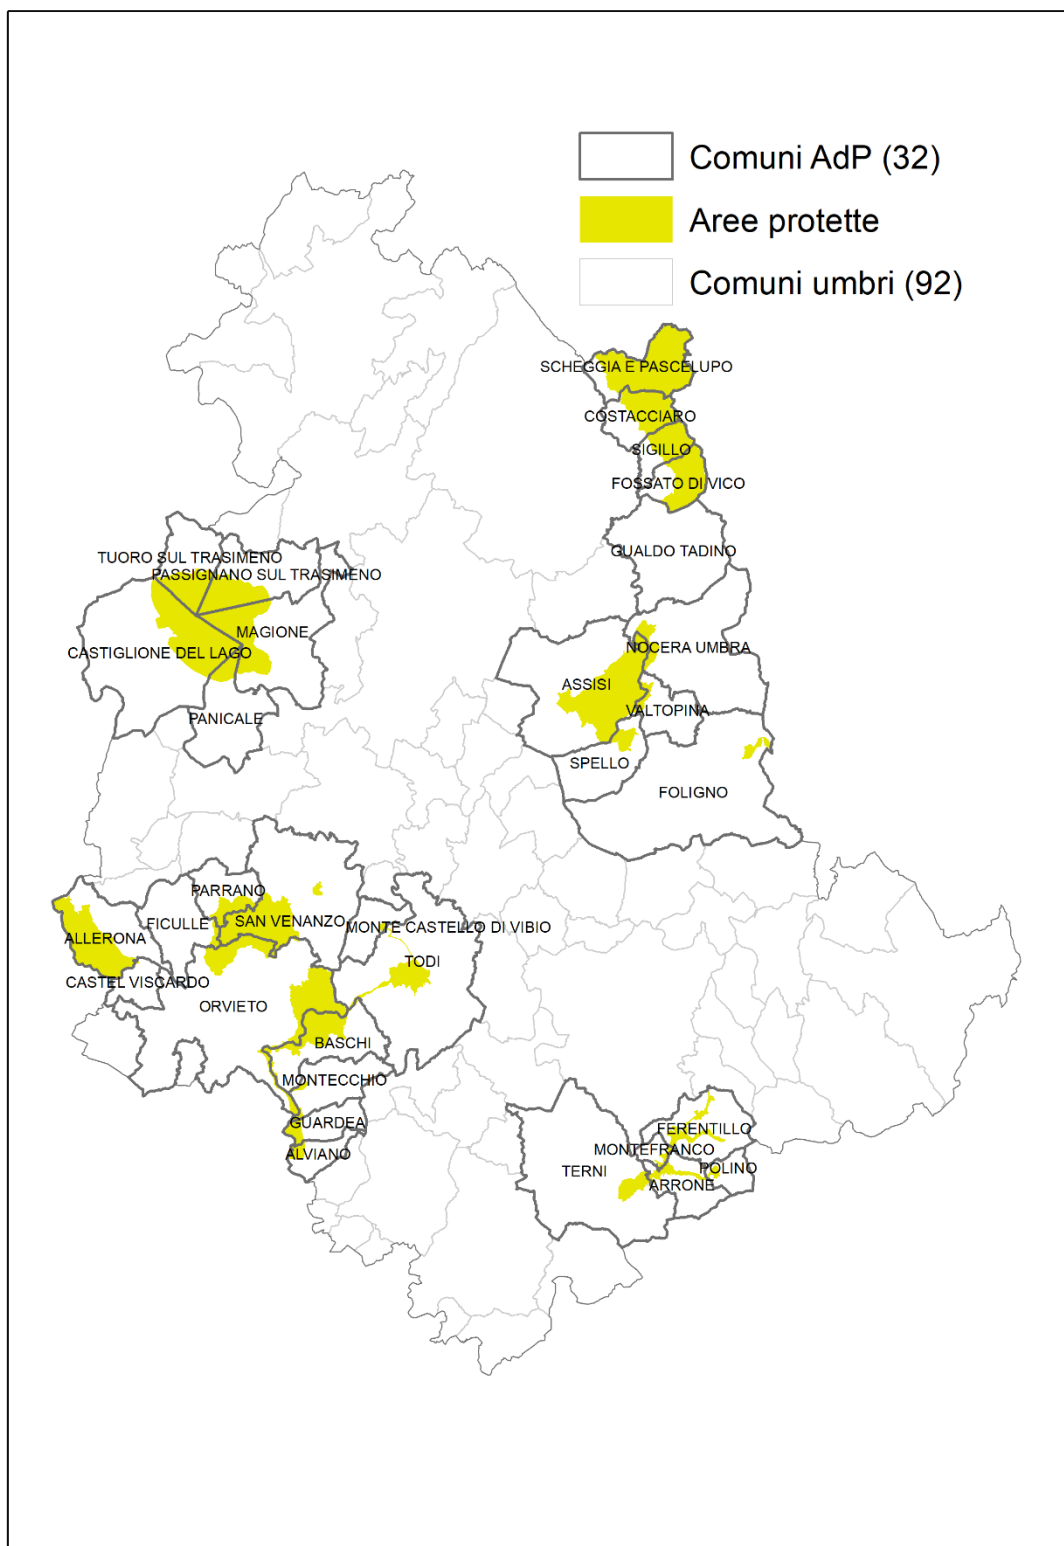 Comuni AdP (32)
Aree protette
Comuni umbri (92)
SCHEGGIA E PASCELUPO
COSTACCIARO
SIGILLO
FOSSATO DI VICO
GUALDO TADINO
TUORO SUL TRASIMENO
PASSIGNANO SUL TRASIMENO
MAGIONE
CASTIGLIONE DEL LAGO
PANICALE
NOCERA UMBRA
ASSISI
VALTOPINA
SPELLO
FOLIGNO
PARRANO
SAN VENANZO
FICULLE
MONTE CASTELLO DI VIBIO
ALLERONA
TODI
CASTEL VISCARDO
ORVIETO
BASCHI
MONTECCHIO
GUARDEA
ALVIANO
FERENTILLO
MONTEFRANCO
POLINO
TERNI
ARRONE